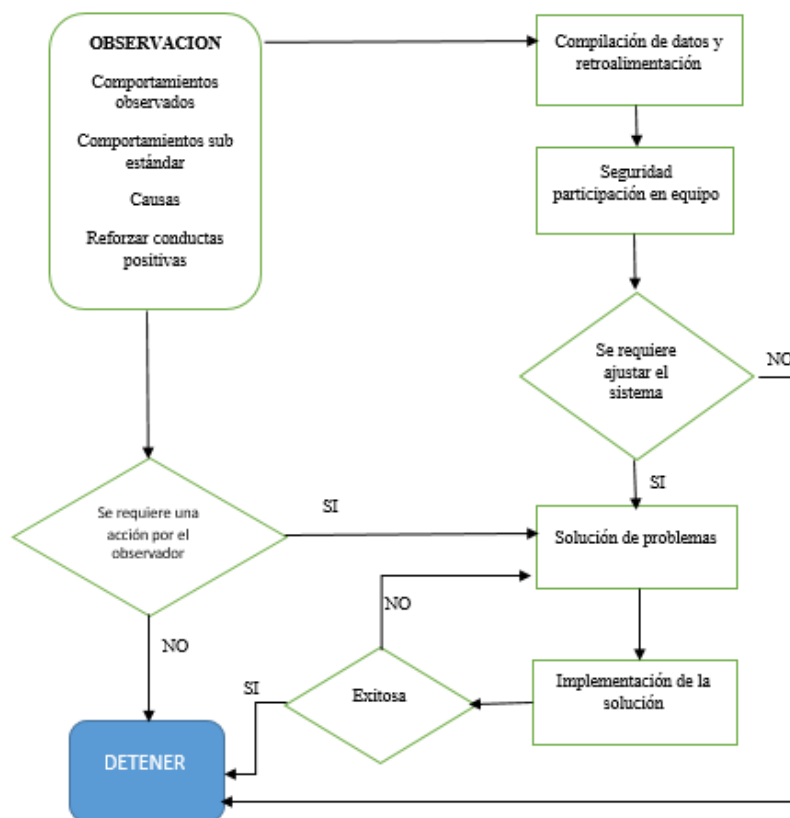 OBSERVACION
Comportamientos
observados
Comportamientos sub
estándar
Causas
Reforzar conductas
positivas
Compilación de datos y
retroalimentación
Seguridad
participación en equipo
Se requiere
ajustar el
sistema
NO
SI
Se requiere una
acción por el
observador
SI
Solución de problemas
NO
NO
SI
Exitosa
Implementación de la
solución
DETENER